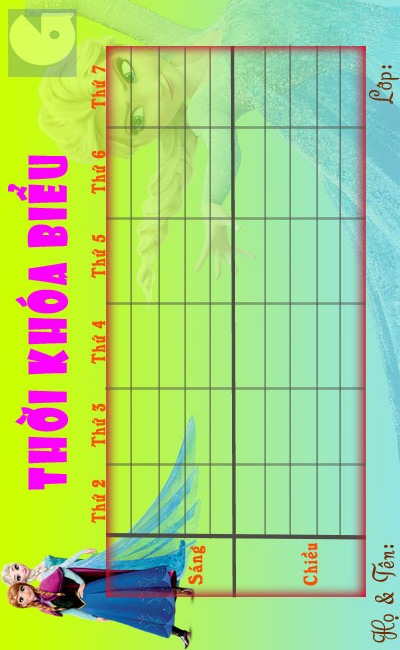 THỜI KHÓA BIỂU
Thứ 2 Thứ 3 Thứ 4 Thứ 5 Thứ 6 Thứ 7
Sáng
Chiều
Họ & Tên: Lớp: